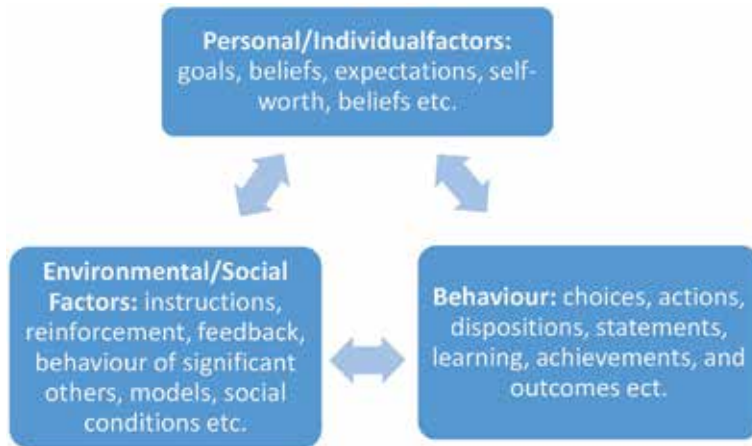 Personal/Individualfactors:
goals, beliefs, expectations, self-
worth, beliefs etc.
Environmental/Social
Factors: instructions,
reinforcement, feedback,
behaviour of significant
others, models, social
conditions etc.
Behaviour: choices, actions,
dispositions, statements,
learning, achievements, and
outcomes ect.